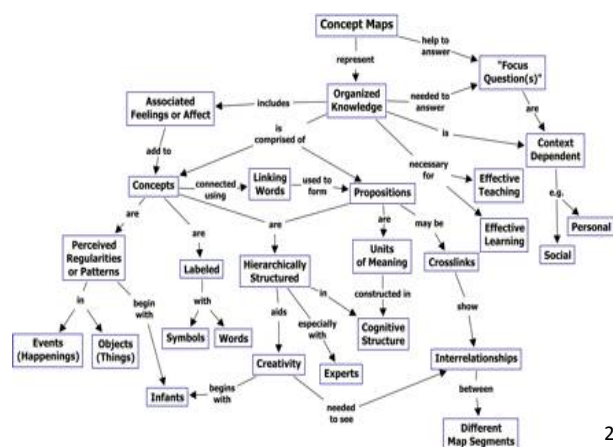 Concept Maps
help to
answer
represent
"Focus
Question(s)"
Organized
Knowledge
needed to
answer
Associated
Feelings or Affect
includes
are
is
comprised of
is
Context
Dependent
add to
necessary
for
Concepts
connected
using
Linking
Words
used to
form
Propositions
Effective
Teaching
e.g.
Personal
are
are
are
are
may be
Effective
Learning
Social
Perceived
Regularities
or Patterns
Labeled
Hierarchically
Structured
Units
of Meaning
Crosslinks
in
begin
with
with
aids
in
constructed in
show
especially
with
Events
(Happenings)
Objects
(Things)
Symbols
Words
Cognitive
Structure
Creativity
Experts
Interrelationships
Infants
begins
with
needed
to see
between
Different
Map Segments
2